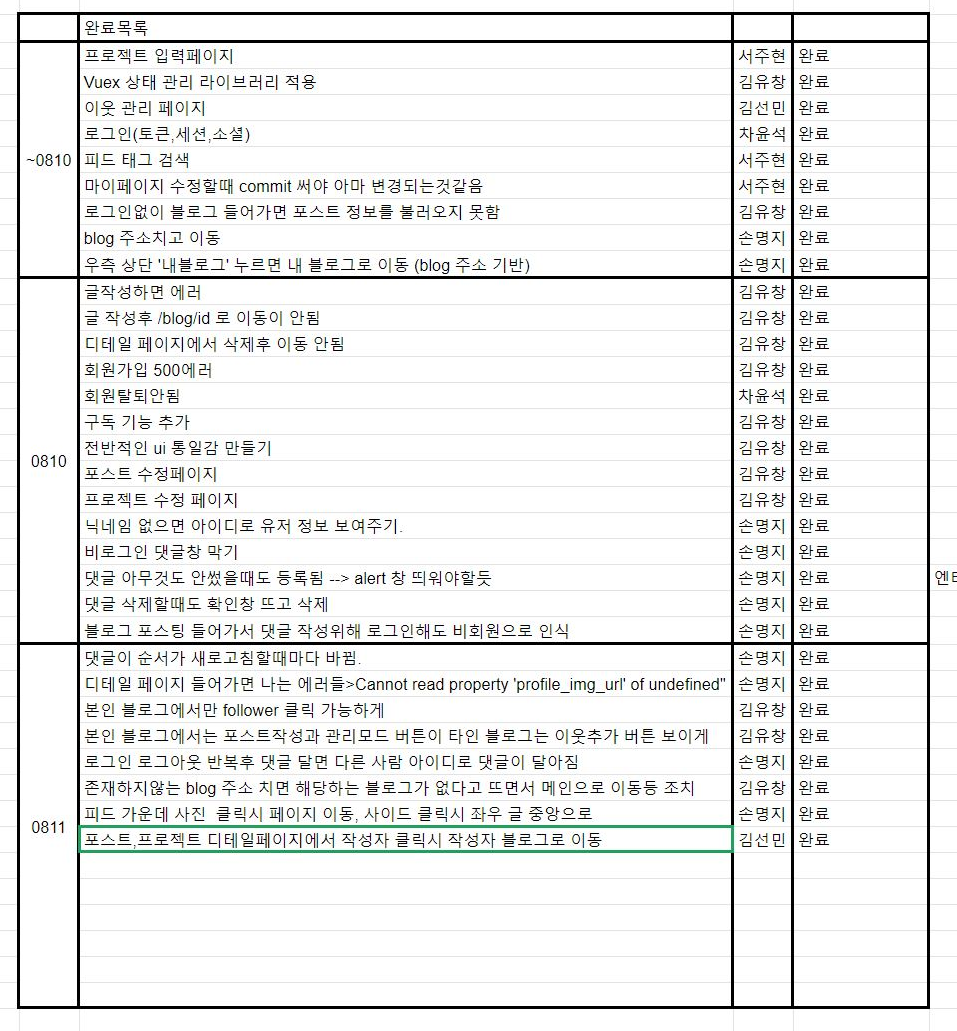 완료목록
프로젝트 입력페이지 서주현 완료
Vuex 상태 관리 라이브러리 적용 김유창 완료
이웃 관리 페이지 김선민 완료
로그인(토큰,세션,소셜) 차윤석 완료
~0810 피드 태그 검색 서주현 완료
마이페이지 수정할때 commit 써야 아마 변경되는것같음 서주현 완료
로그인없이 블로그 들어가면 포스트 정보를 불러오지 못함 김유창 완료
blog 주소치고 이동 손명지 완료
우측 상단 '내블로그' 누르면 내 블로그로 이동 (blog 주소 기반) 손명지 완료
글작성하면 에러 김유창 완료
글 작성후 /blog/id 로 이동이 안됨 김유창 완료
디테일 페이지에서 삭제후 이동 안됨 김유창 완료
회원가입 500에러 김유창 완료
회원탈퇴안됨 차윤석 완료
구독 기능 추가 김유창 완료
0810 전반적인 ui 통일감 만들기 김유창 완료
포스트 수정페이지 김유창 완료
프로젝트 수정 페이지 김유창 완료
닉네임 없으면 아이디로 유저 정보 보여주기. 손명지 완료
비로그인 댓글창 막기 손명지 완료
댓글 아무것도 안썼을때도 등록됨 --> alert 창 띄워야할듯 손명지 완료
댓글 삭제할때도 확인창 뜨고 삭제 손명지 완료
블로그 포스팅 들어가서 댓글 작성위해 로그인해도 비회원으로 인식 손명지 완료
댓글이 순서가 새로고침할때마다 바뀜. 손명지 완료
디테일 페이지 들어가면 나는 에러들>Cannot read property 'profile_img_url' of undefined" 손명지 완료
본인 블로그에서만 follower 클릭 가능하게 김유창 완료
본인 블로그에서는 포스트작성과 관리모드 버튼이 타인 블로그는 이웃추가 버튼 보이게 김유창 완료
로그인 로그아웃 반복후 댓글 달면 다른 사람 아이디로 댓글이 달아짐 손명지 완료
존재하지않는 blog 주소 치면 해당하는 블로그가 없다고 뜨면서 메인으로 이동등 조치 김유창 완료
피드 가운데 사진  클릭시 페이지 이동, 사이드 클릭시 좌우 글 중앙으로 손명지 완료
0811 포스트,프로젝트 디테일페이지에서 작성자 클릭시 작성자 블로그로 이동 김선민 완료